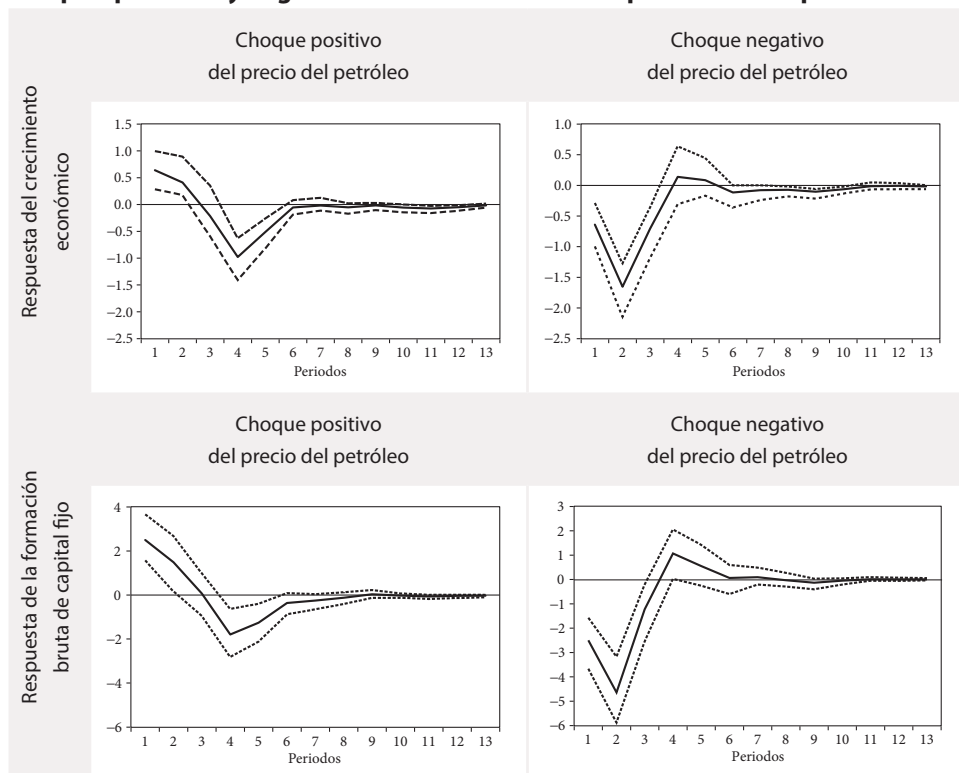 Choque positivo
del precio del petróleo
Choque negativo
del precio del petróleo
Respuesta del crecimiento
económico
1.5
1.0
0.5
0.0
−0.5
−1.0
−1.5
−2.0
−2.5
1 2 3 4 5 6 7 8 9 10 11 12 13
Periodos
1.0
0.5
0.0
−0.5
−1.0
−1.5
−2.0
−2.5
1 2 3 4 5 6 7 8 9 10 11 12 13
Periodos
Choque positivo
del precio del petróleo
Choque negativo
del precio del petróleo
Respuesta de la formación
bruta de capital fijo
4
2
0
−2
−4
−6
1 2 3 4 5 6 7 8 9 10 11 12 13
Periodos
3
2
1
0
−1
−2
−3
−4
−5
−6
1 2 3 4 5 6 7 8 9 10 11 12 13
Periodos